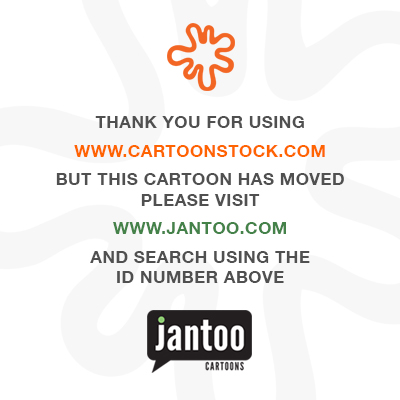 THANK YOU FOR USING
WWW.CARTOONSTOCK.COM
BUT THIS CARTOON HAS MOVED
PLEASE VISIT
WWW.JANTOO.COM
AND SEARCH USING THE
ID NUMBER ABOVE
jantoo
CARTOONS